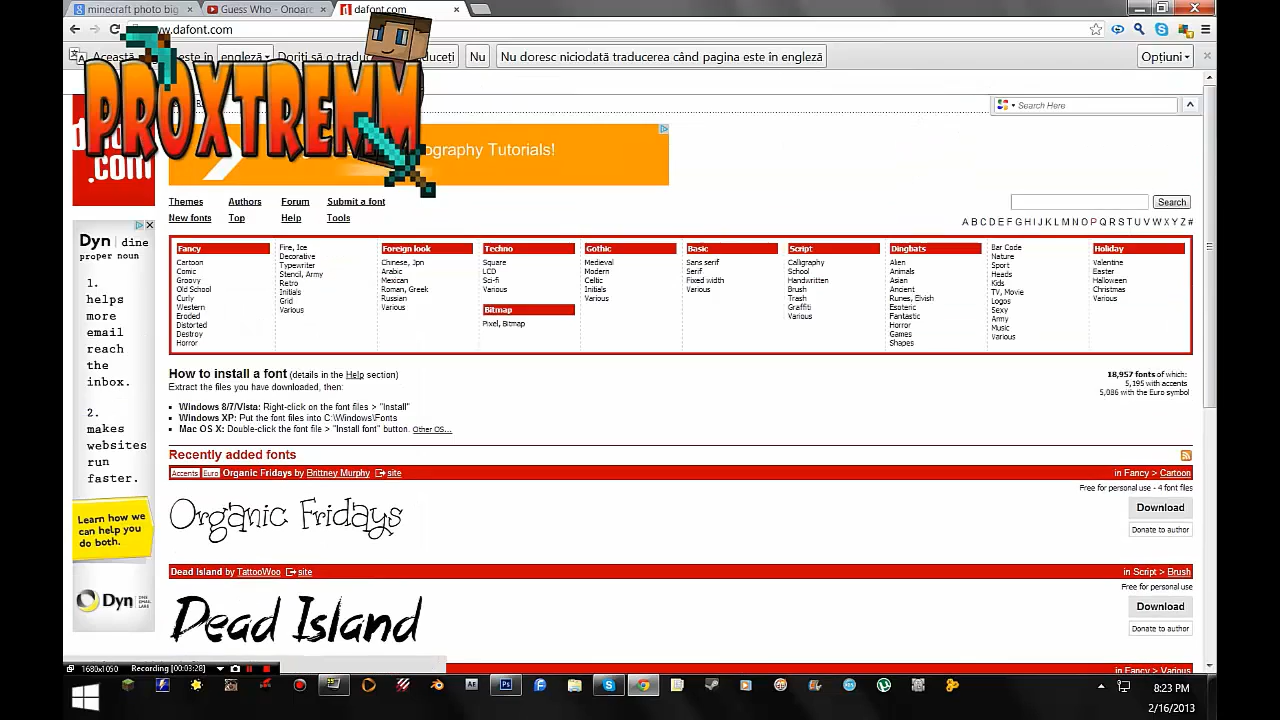 minecraft photo big
Guess Who - Onoare
dafont.com
w.dafont.com
Această
este în
engleză
Doriți să o
Nu
Nu doresc niciodată traducerea când pagina este în engleză
Opțiuni
PROXTREMM
Search Here
.com
ography Tutorials!
Themes Authors Forum Submit a font
New fonts Top Help Tools
Search
A B C D E F G H I J K L M N O P Q R S T U V W X Y Z #
Fancy
Cartoon
Comic
Groovy
Old School
Curly
Western
Eroded
Distorted
Destroy
Horror
Fire, Ice
Decorative
Typewriter
Stencil, Army
Retro
Initials
Grid
Various
Foreign look
Chinese, Jpn
Arabic
Mexican
Roman, Greek
Russian
Various
Techno
Square
LCD
Sci-fi
Various
Bitmap
Pixel, Bitmap
Gothic
Medieval
Modern
Celtic
Initials
Various
Basic
Sans serif
Serif
Fixed width
Various
Script
Calligraphy
School
Handwritten
Brush
Trash
Graffiti
Various
Dingbats
Alien
Animals
Asian
Ancient
Runes, Elvish
Esoteric
Fantastic
Horror
Games
Shapes
Bar Code
Nature
Sport
Heads
Kids
TV, Movie
Logos
Sexy
Army
Music
Various
Holiday
Valentine
Easter
Halloween
Christmas
Various
Dyn dine
proper noun
1.
helps
more
email
reach
the
inbox.
2.
makes
websites
run
faster.
Learn how we
can help you
do both.
Dyn
How to install a font (details in the Help section)
Extract the files you have downloaded, then:
Windows 8/7/Vista: Right-click on the font files > "Install"
Windows XP: Put the font files into C:\Windows\Fonts
Mac OS X: Double-click the font file > "Install font" button. Other OS...
18,957 fonts of which:
5,195 with accents
5,086 with the Euro symbol
Recently added fonts
Accents Euro Organic Fridays by Brittney Murphy site
in Fancy > Cartoon
Free for personal use - 4 font files
Organic Fridays
Download
Donate to author
Dead Island by TattooWoo site
in Script > Brush
Free for personal use
Dead Island
Download
Donate to author
in Fancy > Various
1680x1050 Recording [00:03:28]
AE
Ps
8:23 PM
2/16/2013